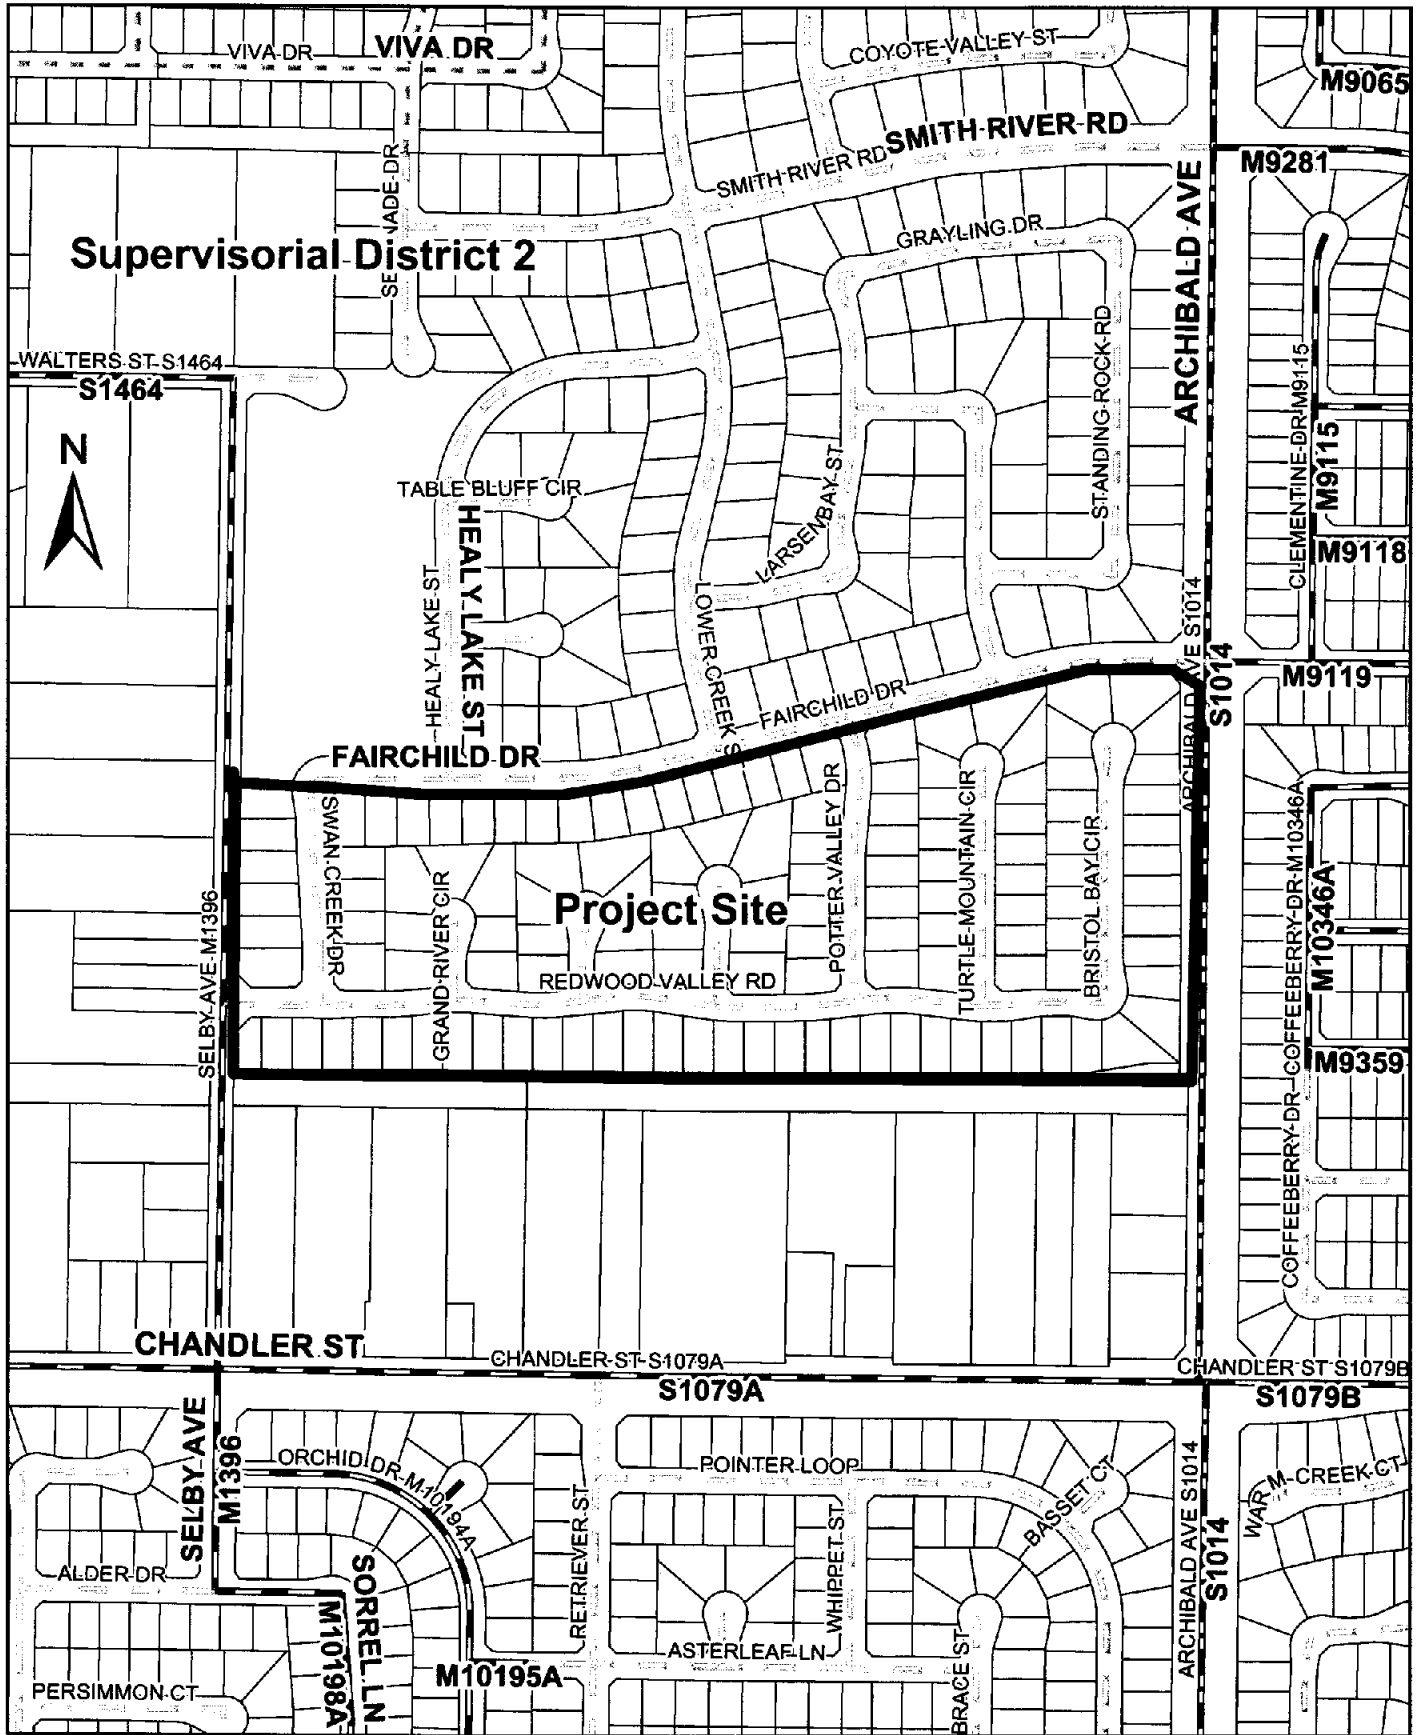 VIVA DR
VIVA DR
COYOTE VALLEY ST
M9065
SMITH RIVER RD
SMITH RIVER RD
M9281
ARCHIBALD AVE
GRAYLING DR
Supervisorial District 2
STANDING ROCK RD
WALTERS ST S1464
S1464
CLEMENTINE DR M9115
M9115
N
TABLE BLUFF CIR
LARSEN BAY ST
M9118
HEALY LAKE ST
HEALY LAKE ST
LOWER CREEK S
ARCHIBALD AVE S1014
S1014
M9119
FAIRCHILD DR
FAIRCHILD DR
SWAN CREEK DR
GRAND RIVER CIR
Project Site
POTTER VALLEY DR
TURTLE MOUNTAIN CIR
BRISTOL BAY CIR
REDWOOD VALLEY RD
SELBY AVE M1396
COFFEEBERRY DR COFFEEBERRY DR M10346A
M10346A
M9359
CHANDLER ST
CHANDLER ST S1079A
S1079A
CHANDLER ST S1079B
S1079B
SELBY AVE
M1396
ORCHID DR M10194A
RETRIEVER ST
POINTER LOOP
WHIPPET ST
BASSET CT
ARCHIBALD AVE S1014
S1014
WAR M CREEK CT
ALDER DR
SORREL LN
M10198A
M10195A
ASTERLEAF LN
BRACE ST
PERSIMMON CT